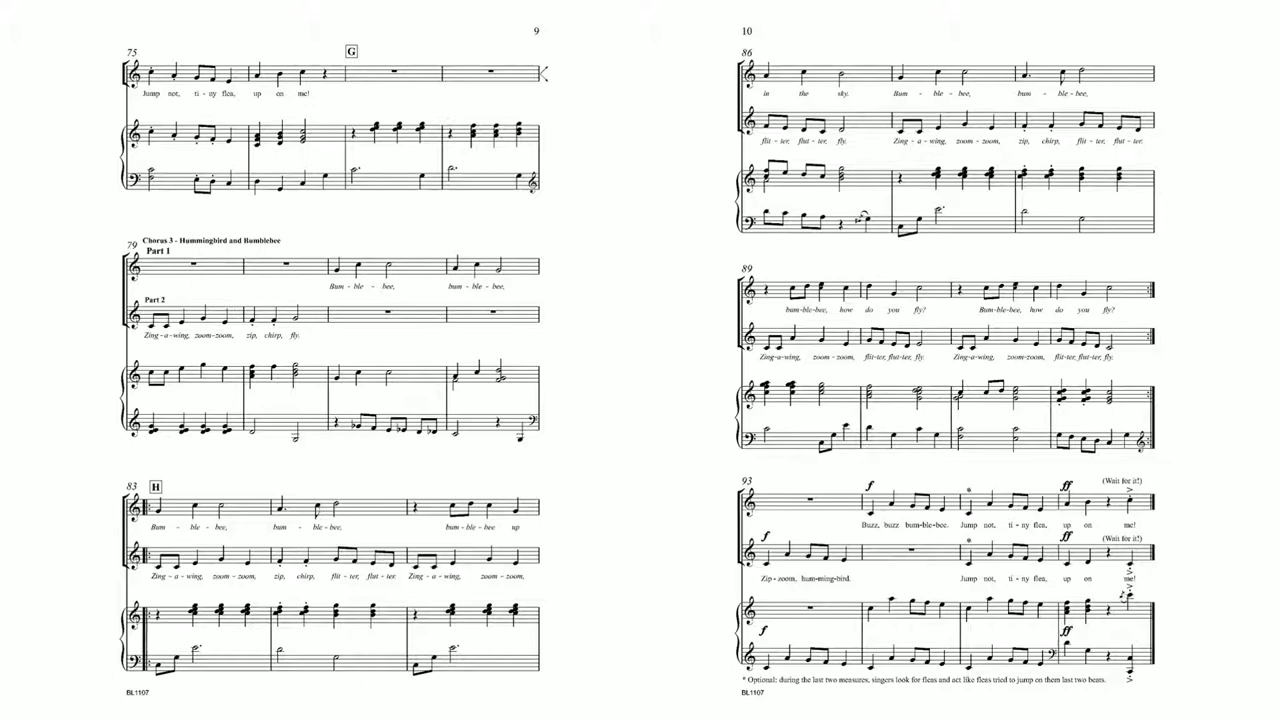 9
75
G
Jump not, ti - ny flea, up on me!
79
Chorus 3 - Hummingbird and Bumblebee
Part 1
Bum - ble - bee, bum - ble - bee,
Part 2
Zing - a - wing, zoom - zoom, zip, chirp, fly.
83
H
Bum - ble - bee, bum - ble - bee, bum - ble - bee up
Zing - a - wing, zoom - zoom, zip, chirp, flit - ter, flut - ter. Zing - a - wing, zoom - zoom,
BL1107
10
86
in the sky. Bum - ble - bee, bum - ble - bee,
flit - ter, flut - ter, fly. Zing - a - wing, zoom - zoom, zip, chirp, flit - ter, flut - ter.
89
bum-ble-bee, how do you fly? Bum-ble-bee, how do you fly?
Zing-a-wing, zoom-zoom, flit-ter, flut-ter, fly. Zing-a-wing, zoom-zoom, flit-ter, flut-ter, fly.
93
f * ff (Wait for it!)
Buzz, buzz bum-ble-bee. Jump not, ti - ny flea, up on me!
f * ff (Wait for it!)
Zip - zoom, hum-ming-bird. Jump not, ti - ny flea, up on me!
f ff
* Optional: during the last two measures, singers look for fleas and act like fleas tried to jump on them last two beats.
BL1107